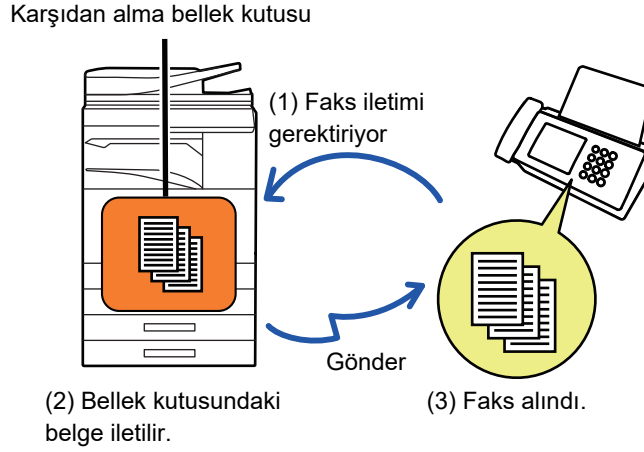 Karşıdan alma bellek kutusu
(1) Faks iletimi
gerektiriyor
Gönder
(2) Bellek kutusundaki
belge iletilir.
(3) Faks alındı.